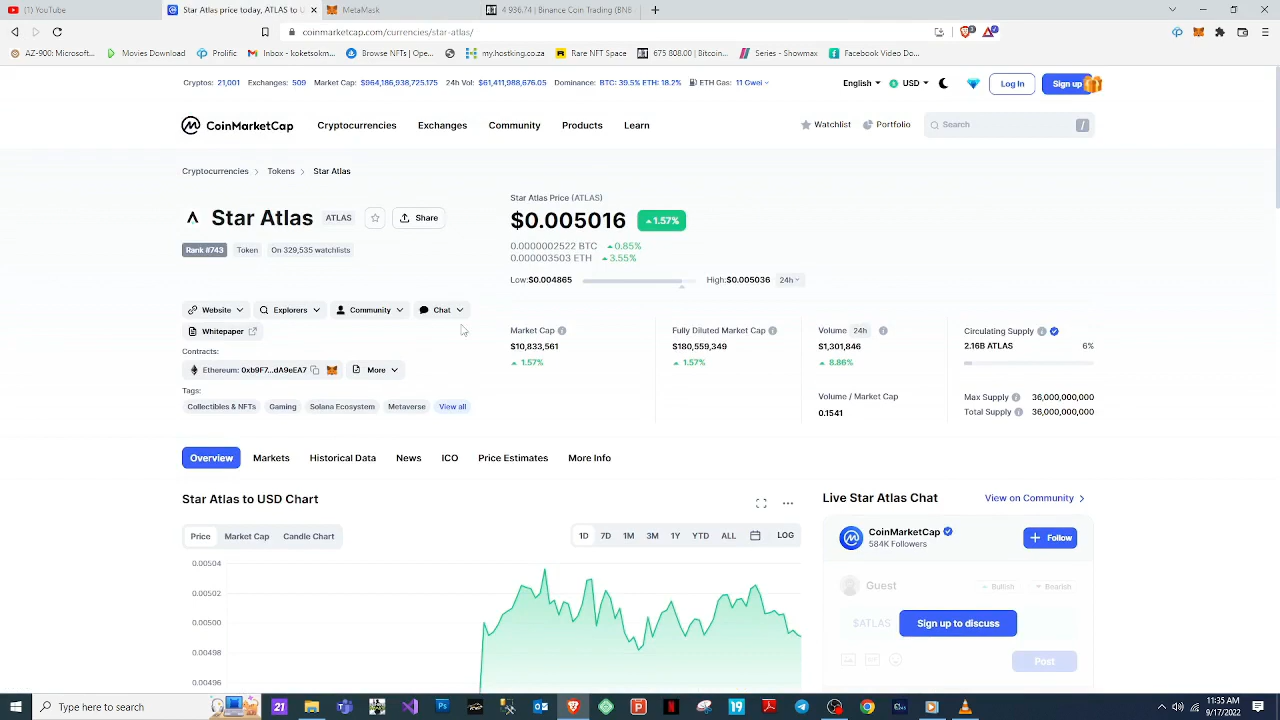 (1) YouTube
Star Atlas price today, ATLAS to U
MetaMask
4 936.74 | Binance Coin Trading (BNB
coinmarketcap.com/currencies/star-atlas/
AZ-900: Microsoft...
Movies Download
Prolific
Inbox - koketsokm...
Browse NFTs | Ope...
my.hosting.co.za
Rare NFT Space
675 808.00 | Bitcoin...
Series - Showmax
Facebook Video Do...
Cryptos: 21,001
Exchanges: 509
Market Cap: $964,186,938,725.175
24h Vol: $61,411,988,676.05
Dominance: BTC: 39.5% ETH: 18.2%
ETH Gas: 11 Gwei
English
USD
Log In
Sign up
CoinMarketCap
Cryptocurrencies
Exchanges
Community
Products
Learn
Watchlist
Portfolio
Search
/
Cryptocurrencies > Tokens > Star Atlas
Star Atlas ATLAS
Share
Rank #743
Token
On 329,535 watchlists
Website
Explorers
Community
Chat
Whitepaper
Contracts:
Ethereum: 0xb9F7...dA9eEA7
More
Tags:
Collectibles & NFTs
Gaming
Solana Ecosystem
Metaverse
View all
Star Atlas Price (ATLAS)
$0.005016 1.57%
0.0000002522 BTC 0.85%
0.000003503 ETH 3.55%
Low:$0.004865
High:$0.005036
24h
Market Cap
$10,833,561
1.57%
Fully Diluted Market Cap
$180,559,349
1.57%
Volume 24h
$1,301,846
8.86%
Volume / Market Cap
0.1541
Circulating Supply
2.16B ATLAS 6%
Max Supply 36,000,000,000
Total Supply 36,000,000,000
Overview
Markets
Historical Data
News
ICO
Price Estimates
More Info
Star Atlas to USD Chart
Price
Market Cap
Candle Chart
1D
7D
1M
3M
1Y
YTD
ALL
LOG
0.00504
0.00502
0.00500
0.00498
0.00496
Live Star Atlas Chat
View on Community
CoinMarketCap
584K Followers
Follow
Guest
Bullish
Bearish
$ATLAS
Sign up to discuss
Post
Type here to search
11:35 AM
9/17/2022